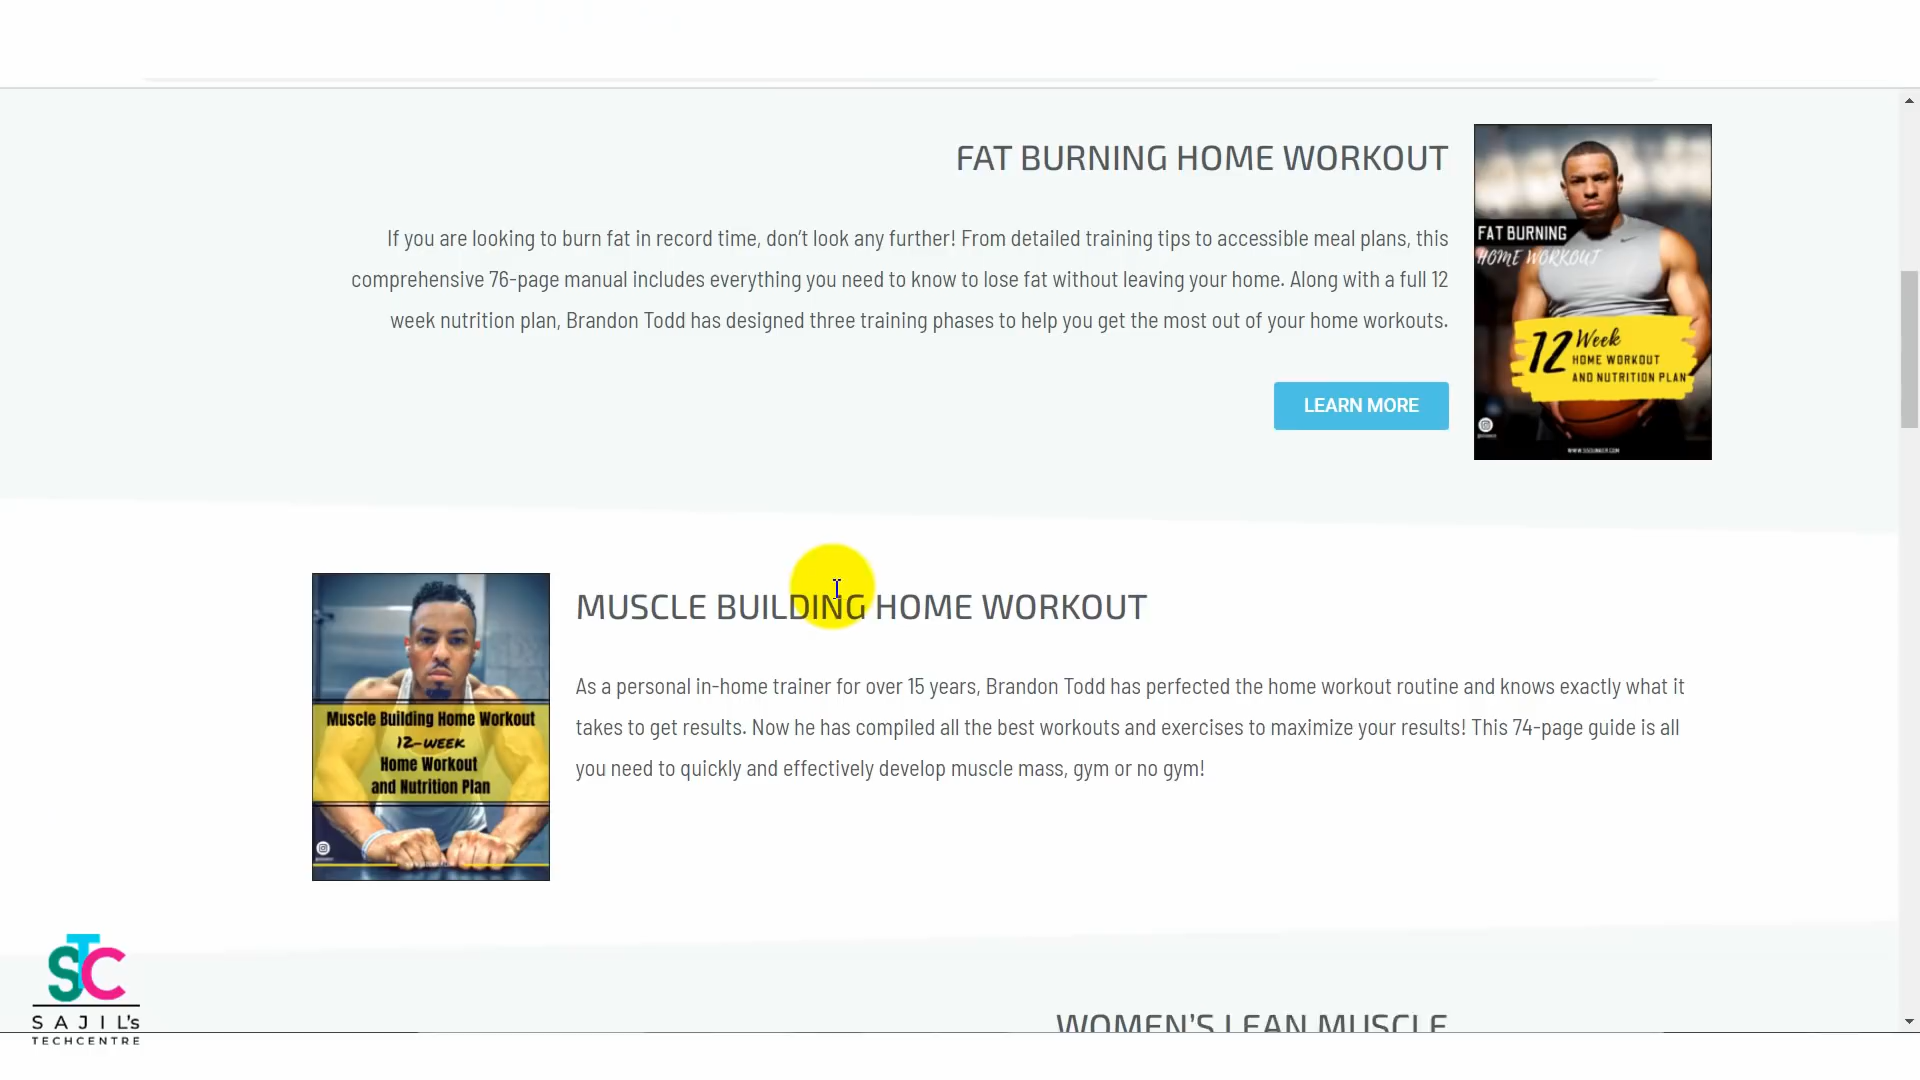 FAT BURNING HOME WORKOUT
If you are looking to burn fat in record time, don’t look any further! From detailed training tips to accessible meal plans, this
comprehensive 76-page manual includes everything you need to know to lose fat without leaving your home. Along with a full 12
week nutrition plan, Brandon Todd has designed three training phases to help you get the most out of your home workouts.
LEARN MORE
FAT BURNING
HOME WORKOUT
12 Week
HOME WORKOUT
AND NUTRITION PLAN
MUSCLE BUILDING HOME WORKOUT
As a personal in-home trainer for over 15 years, Brandon Todd has perfected the home workout routine and knows exactly what it
takes to get results. Now he has compiled all the best workouts and exercises to maximize your results! This 74-page guide is all
you need to quickly and effectively develop muscle mass, gym or no gym!
Muscle Building Home Workout
12-WEEK
Home Workout
and Nutrition Plan
WOMEN’S LEAN MUSCLE
STC
SAJIL's
TECHCENTRE